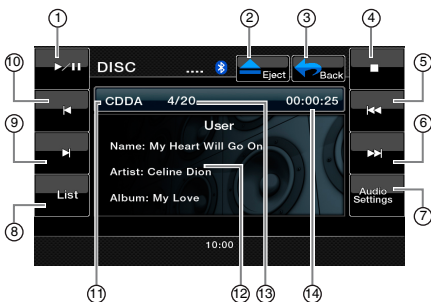 ① ② ③ ④
DISC .... Eject Back
⑩ ⑤
CDDA 4/20 00:00:25
User
⑨ ⑥
Name: My Heart Will Go On
Artist: Celine Dion
List Audio Settings
Album: My Love
⑧ ⑦
10:00
⑪ ⑫ ⑬ ⑭